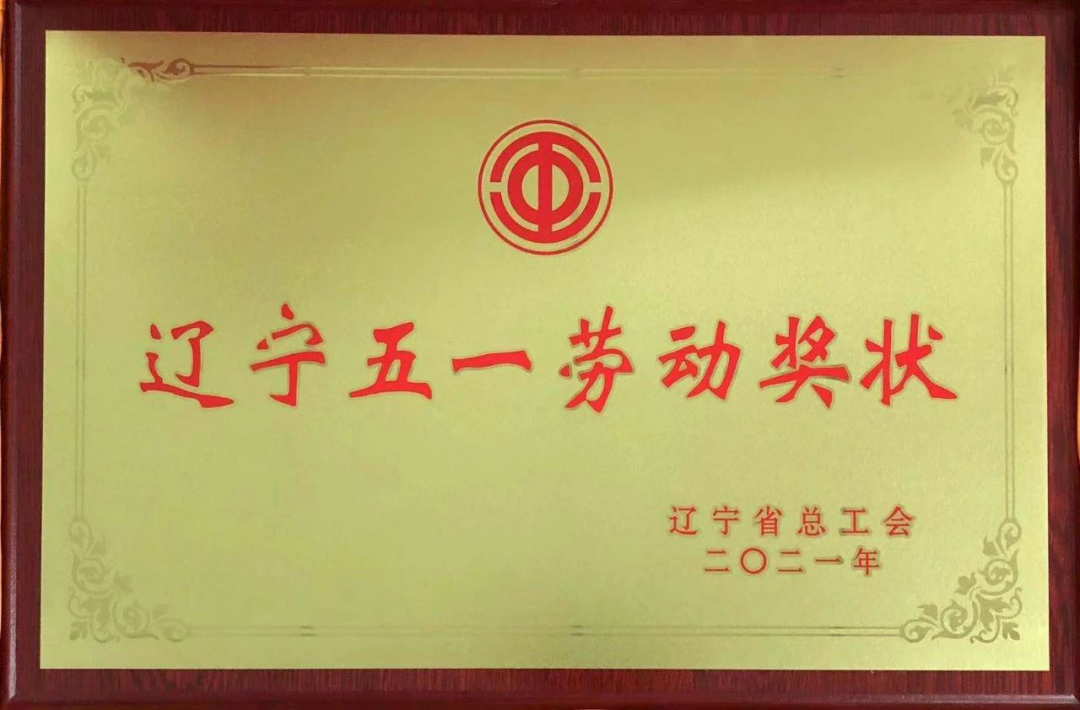 辽宁五一劳动奖状
辽宁省总工会
二〇二一年